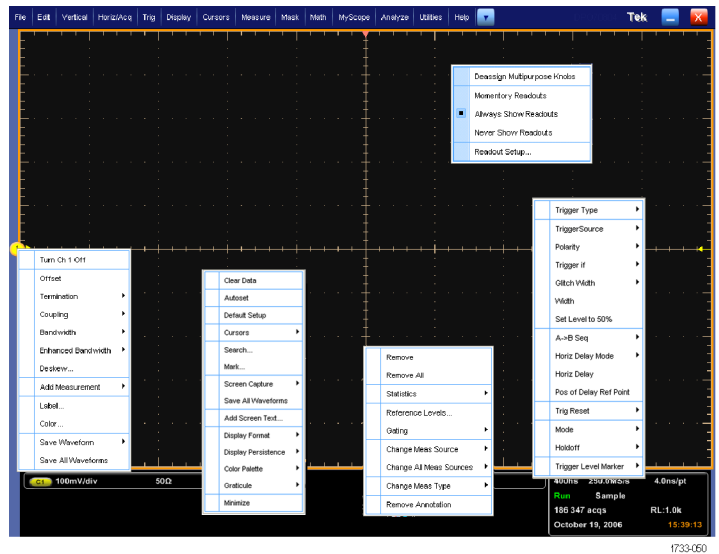 File Edit Vertical Horiz/Acq Trig Display Cursors Measure Mask Math MyScope Analyze Utilities Help Tek X
Deassign Multipurpose Knobs
Momentory Readouts
Always Show Readouts
Never Show Readouts
Readout Setup...
Trigger Type
TriggerSource
Polarity
Trigger if
Glitch Width
Width
Set Level to 50%
A->B Seq
Horiz Delay Mode
Horiz Delay
Pos of Delay Ref Point
Trig Reset
Mode
Holdoff
Trigger Level Marker
Turn Ch 1 Off
Offset
Termination
Coupling
Bandwidth
Enhanced Bandwidth
Deskew...
Add Measurement
Label...
Color...
Save Waveform
Save All Waveforms
Clear Data
Autoset
Default Setup
Cursors
Search...
Mark...
Screen Capture
Save All Waveforms
Add Screen Text...
Display Format
Display Persistence
Color Palette
Graticule
Minimize
Remove
Remove All
Statistics
Reference Levels...
Gating
Change Meas Source
Change All Meas Sources
Change Meas Type
Remove Annotation
C1 100mV/div 50Ω
400ns 250.0MS/s 4.0ns/pt
Run Sample
186 347 acqs RL:1.0k
October 19, 2006 15:39:13
1733-050